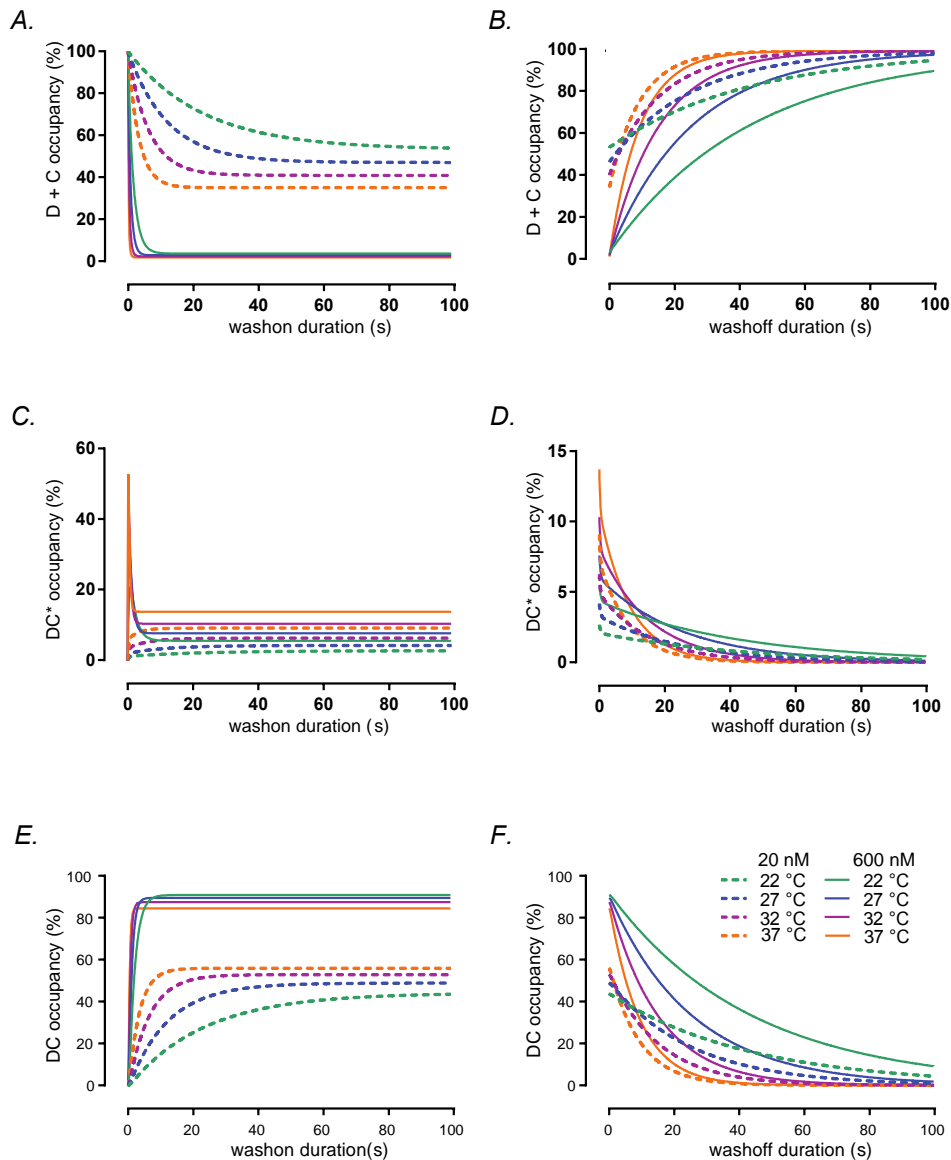 A.
D + C occupancy (%)
100
80
60
40
20
0
0 20 40 60 80 100
washon duration (s)
B.
D + C occupancy (%)
100
80
60
40
20
0
0 20 40 60 80 100
washoff duration (s)
C.
DC* occupancy (%)
60
40
20
0
0 20 40 60 80 100
washon duration (s)
D.
DC* occupancy (%)
15
10
5
0
0 20 40 60 80 100
washoff duration (s)
E.
DC occupancy (%)
100
80
60
40
20
0
0 20 40 60 80 100
washon duration(s)
F.
DC occupancy (%)
100
80
60
40
20
0
0 20 40 60 80 100
washoff duration (s)
20 nM 600 nM
22 °C 22 °C
27 °C 27 °C
32 °C 32 °C
37 °C 37 °C